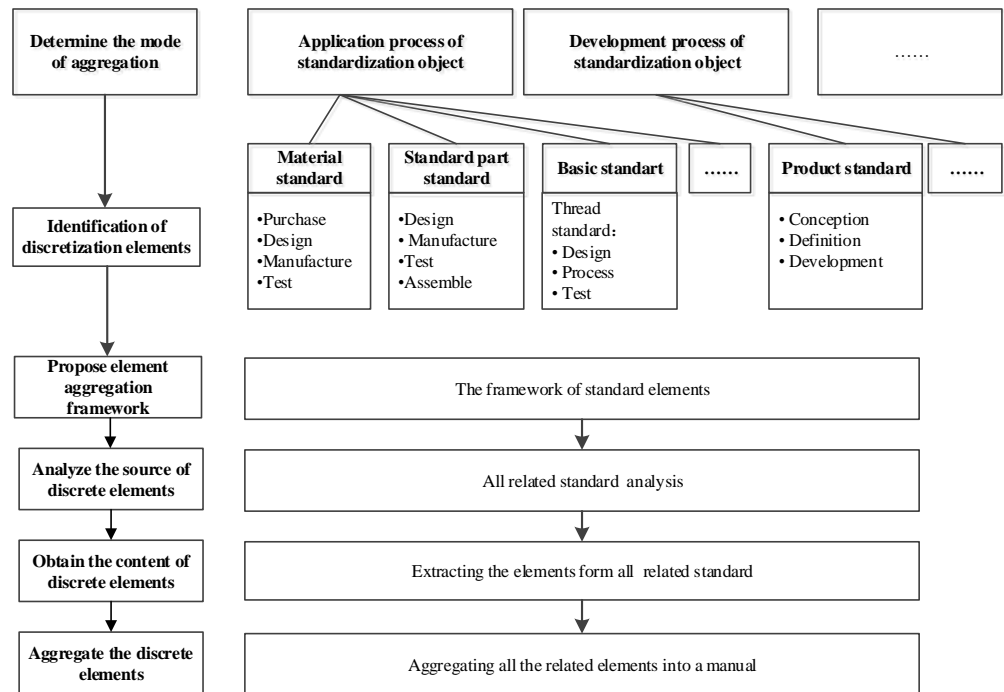 Determine the mode
of aggregation
Application process of
standardization object
Development process of
standardization object
......
Material
standard
Standard part
standard
Basic standart
......
Product standard
......
Identification of
discretization elements
•Purchase
•Design
•Manufacture
•Test
•Design
• Manufacture
•Test
•Assemble
Thread
standard：
• Design
• Process
• Test
• Conception
• Definition
• Development
Propose element
aggregation
framework
The framework of standard elements
Analyze the source of
discrete elements
All related standard analysis
Obtain the content of
discrete elements
Extracting the elements form all related standard
Aggregate the discrete
elements
Aggregating all the related elements into a manual